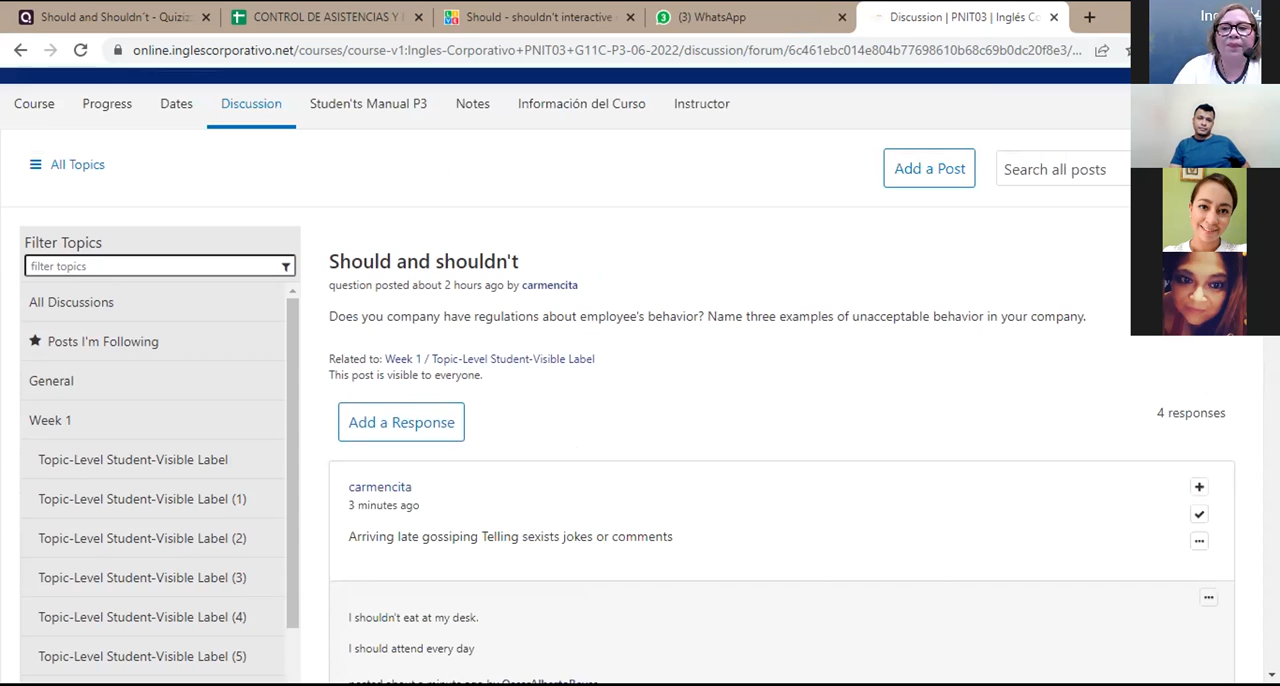 Should and Shouldn´t - Quiziz
CONTROL DE ASISTENCIAS Y
Should - shouldn't interactive
(3) WhatsApp
Discussion | PNIT03 | Inglés Co
online.inglescorporativo.net/courses/course-v1:Ingles-Corporativo+PNIT03+G11C-P3-06-2022/discussion/forum/6c461ebc014e804b77698610b68c69b0dc20f8e3/...
Course Progress Dates Discussion Studen'ts Manual P3 Notes Información del Curso Instructor
All Topics
Add a Post
Search all posts
Filter Topics
filter topics
All Discussions
Posts I'm Following
General
Week 1
Topic-Level Student-Visible Label
Topic-Level Student-Visible Label (1)
Topic-Level Student-Visible Label (2)
Topic-Level Student-Visible Label (3)
Topic-Level Student-Visible Label (4)
Topic-Level Student-Visible Label (5)
Should and shouldn't
question posted about 2 hours ago by carmencita
Does you company have regulations about employee's behavior? Name three examples of unacceptable behavior in your company.
Related to: Week 1 / Topic-Level Student-Visible Label
This post is visible to everyone.
Add a Response
4 responses
carmencita
3 minutes ago
Arriving late gossiping Telling sexists jokes or comments
I shouldn't eat at my desk.
I should attend every day
posted about a minute ago by